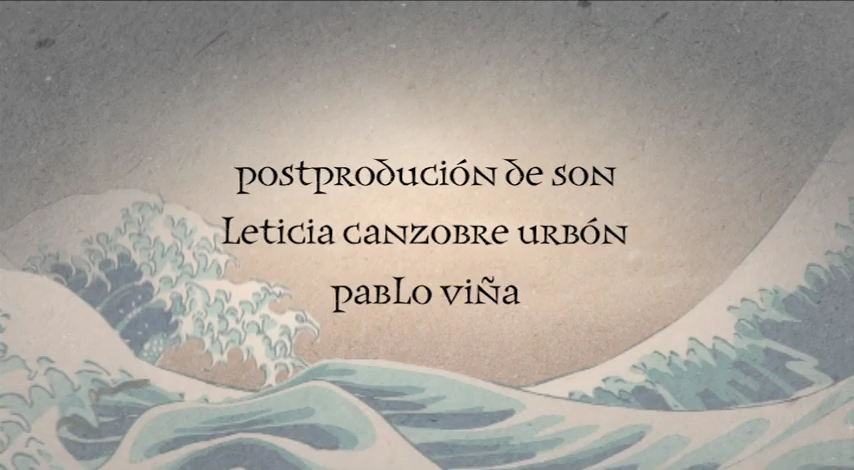 postprodución de son
Leticia canzobre urbón
pabLo viña